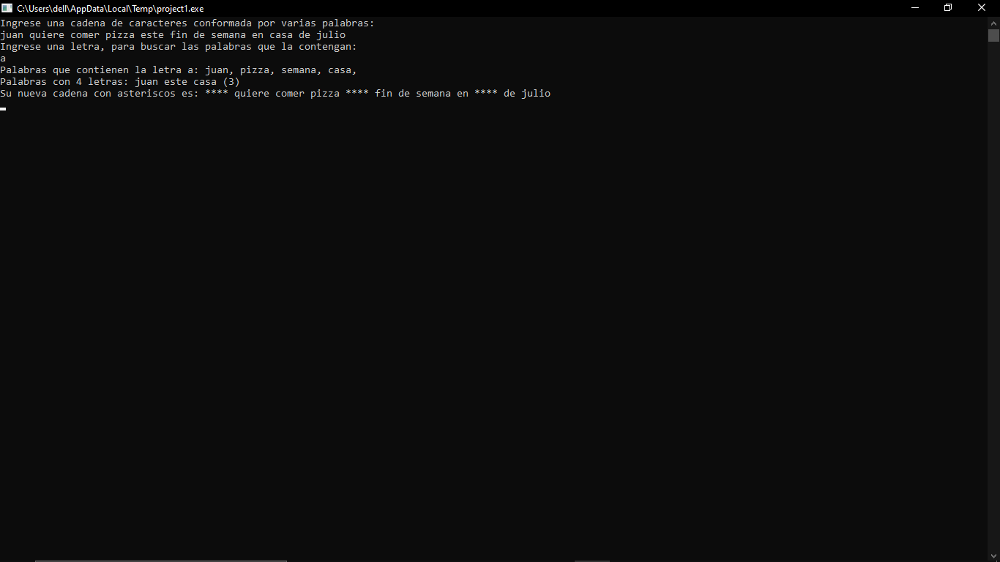 C:\Users\dell\AppData\Local\Temp\project1.exe
Ingrese una cadena de caracteres conformada por varias palabras:
juan quiere comer pizza este fin de semana en casa de julio
Ingrese una letra, para buscar las palabras que la contengan:
a
Palabras que contienen la letra a: juan, pizza, semana, casa,
Palabras con 4 letras: juan este casa (3)
Su nueva cadena con asteriscos es: **** quiere comer pizza **** fin de semana en **** de julio